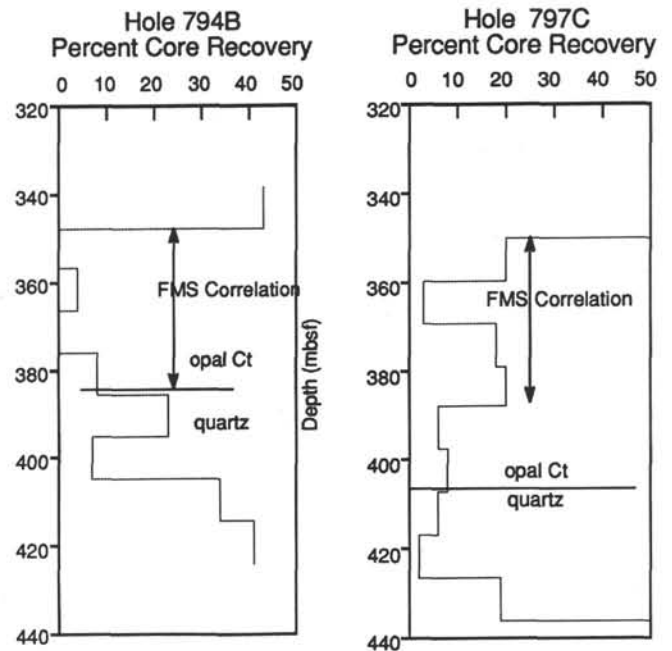 Hole 794B
Percent Core Recovery
0 10 20 30 40 50
320
340
360
380
400
420
440
FMS Correlation
opal Ct
quartz
Depth (mbsf)
Hole 797C
Percent Core Recovery
0 10 20 30 40 50
320
340
360
380
400
420
440
FMS Correlation
opal Ct
quartz